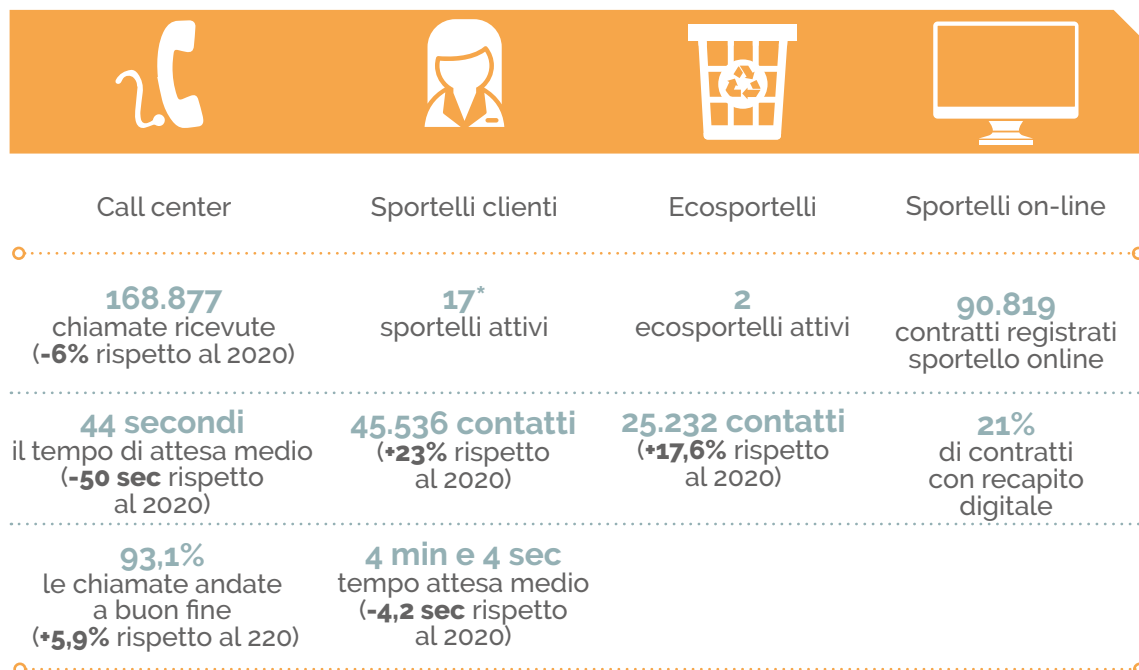 Call center
Sportelli clienti
Ecosportelli
Sportelli on-line
168.877
chiamate ricevute
(-6% rispetto al 2020)
17*
sportelli attivi
2
ecosportelli attivi
90.819
contratti registrati
sportello online
44 secondi
il tempo di attesa medio
(-50 sec rispetto
al 2020)
45.536 contatti
(+23% rispetto
al 2020)
25.232 contatti
(+17,6% rispetto
al 2020)
21%
di contratti
con recapito
digitale
93,1%
le chiamate andate
a buon fine
(+5,9% rispetto al 220)
4 min e 4 sec
tempo attesa medio
(-4,2 sec rispetto
al 2020)